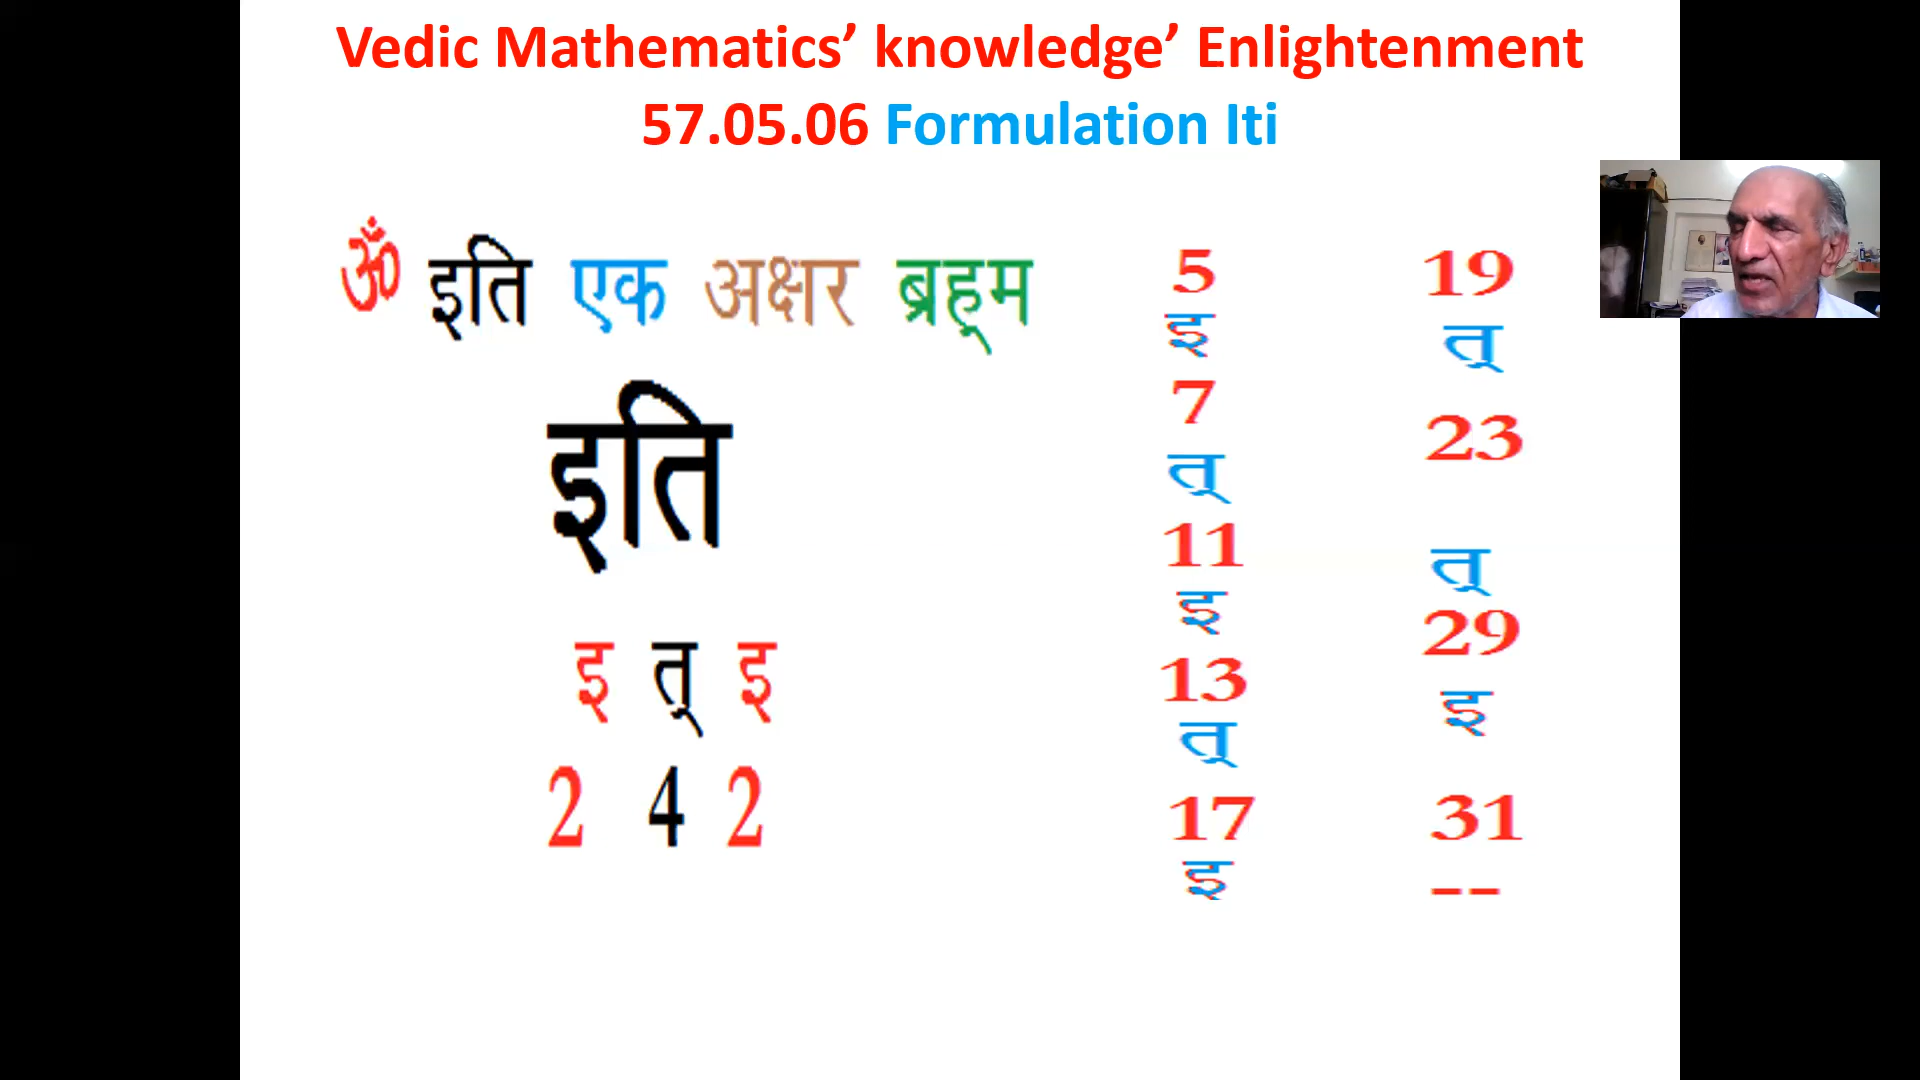 Vedic Mathematics’ knowledge’ Enlightenment
57.05.06 Formulation Iti
ॐ इति एक अक्षर ब्रह्म
इति
इ त् इ
2 4 2
5
इ
7
त्
11
इ
13
त्
17
इ
19
त्
23
त्
29
इ
31
--